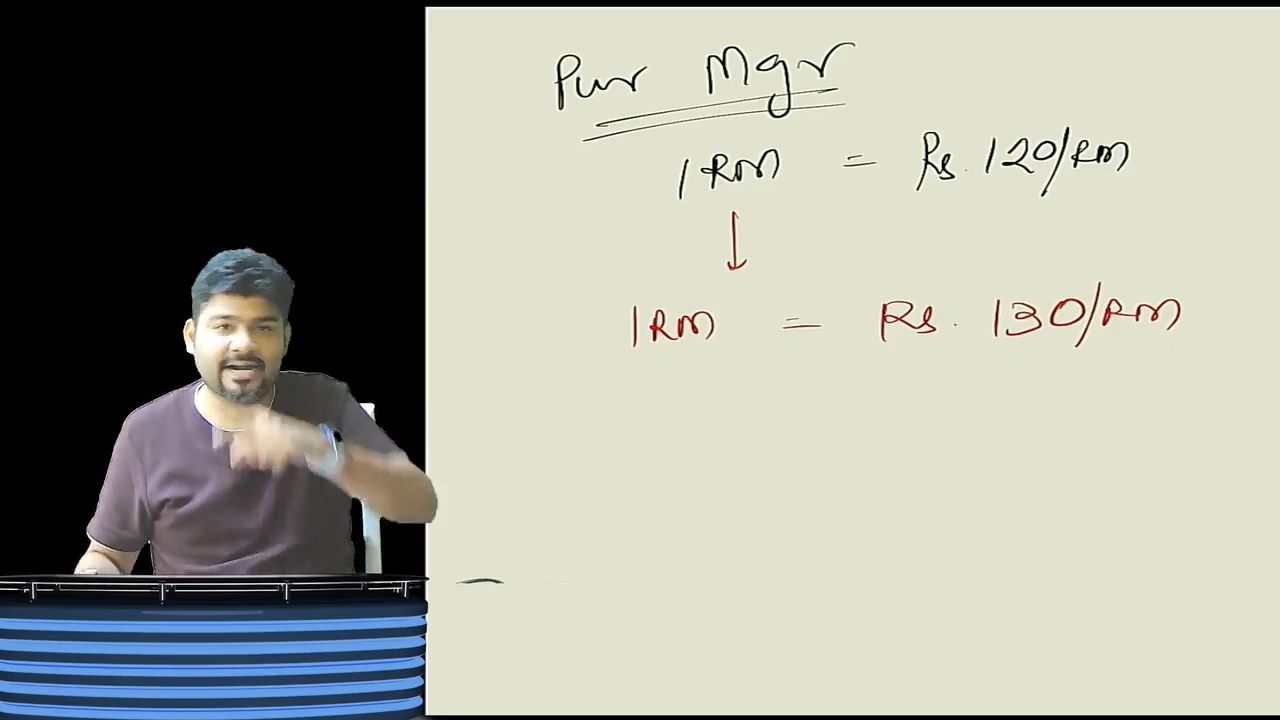 Pur Mgr
1 RM = Rs. 120/RM
1 RM = Rs. 130/RM